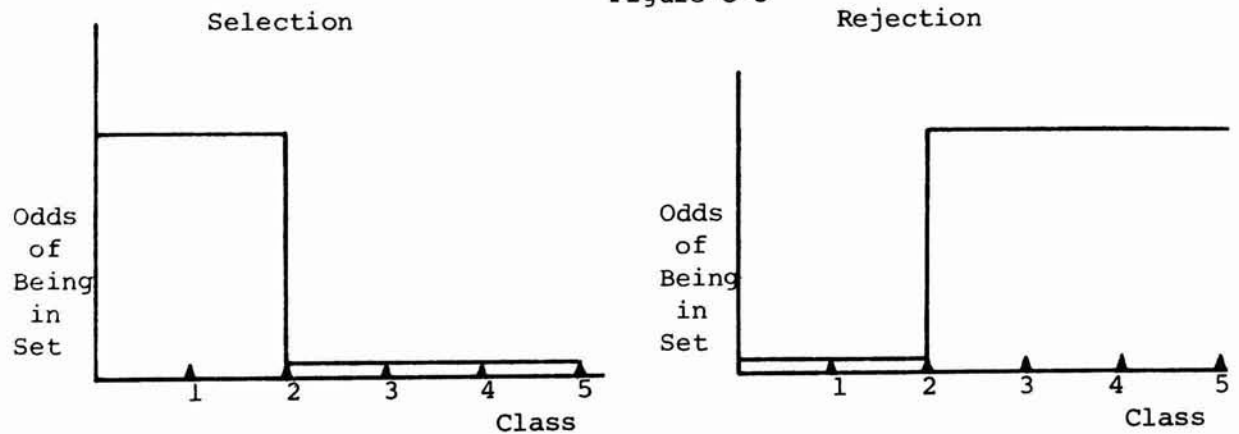 Selection
Rejection
Odds
of
Being
in
Set
1 2 3 4 5
Class
Odds
of
Being
in
Set
1 2 3 4 5
Class